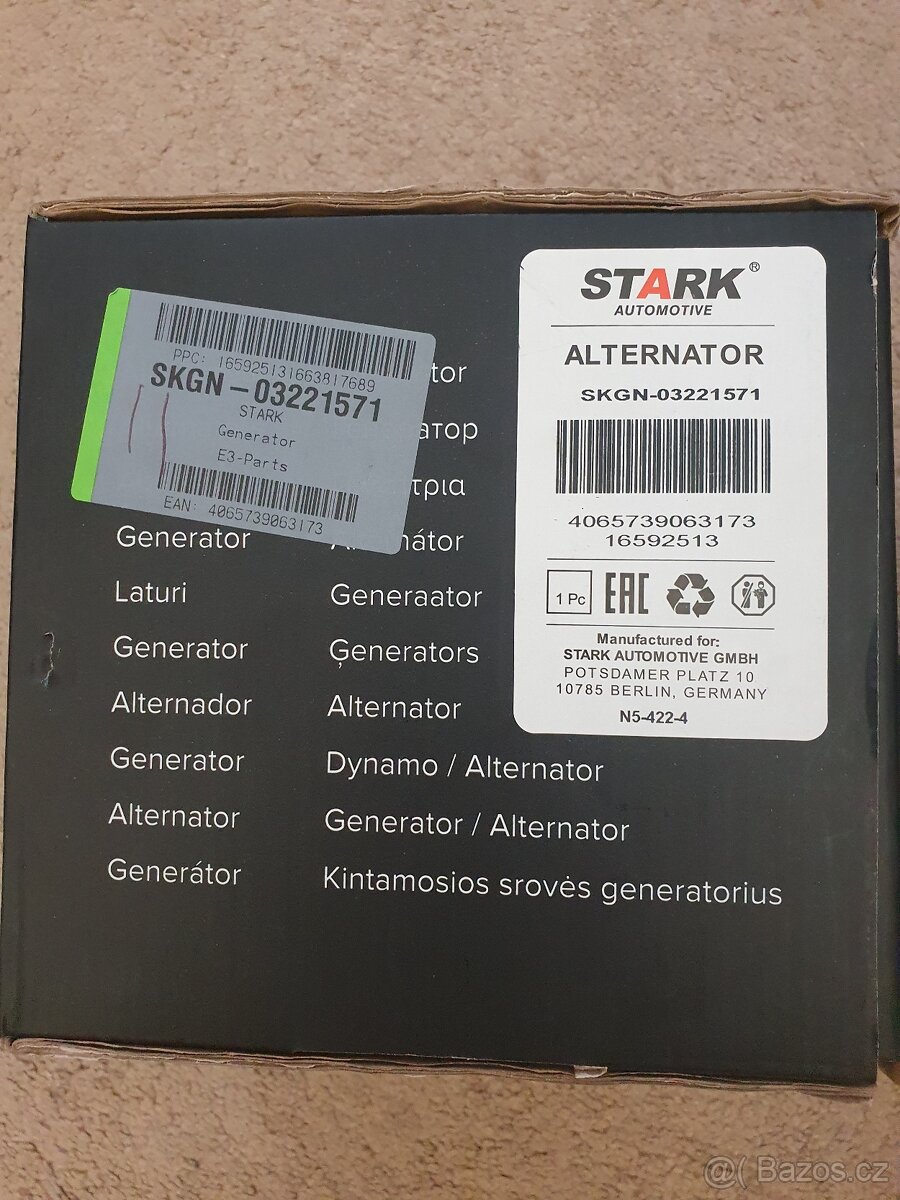 PPC: 165925131663817689
SKGN-03221571
STARK
Generator
E3-Parts
EAN: 4065739063173
STARK®
AUTOMOTIVE
ALTERNATOR
SKGN-03221571
4065739063173
16592513
1 Pc EAC
Manufactured for:
STARK AUTOMOTIVE GMBH
POTSDAMER PLATZ 10
10785 BERLIN, GERMANY
N5-422-4
Generator
Laturi
Generator
Alternador
Generator
Alternator
Generátor
Generaator
Ģenerators
Alternator
Dynamo / Alternator
Generator / Alternator
Kintamosios srovės generatorius
@( Bazos.cz